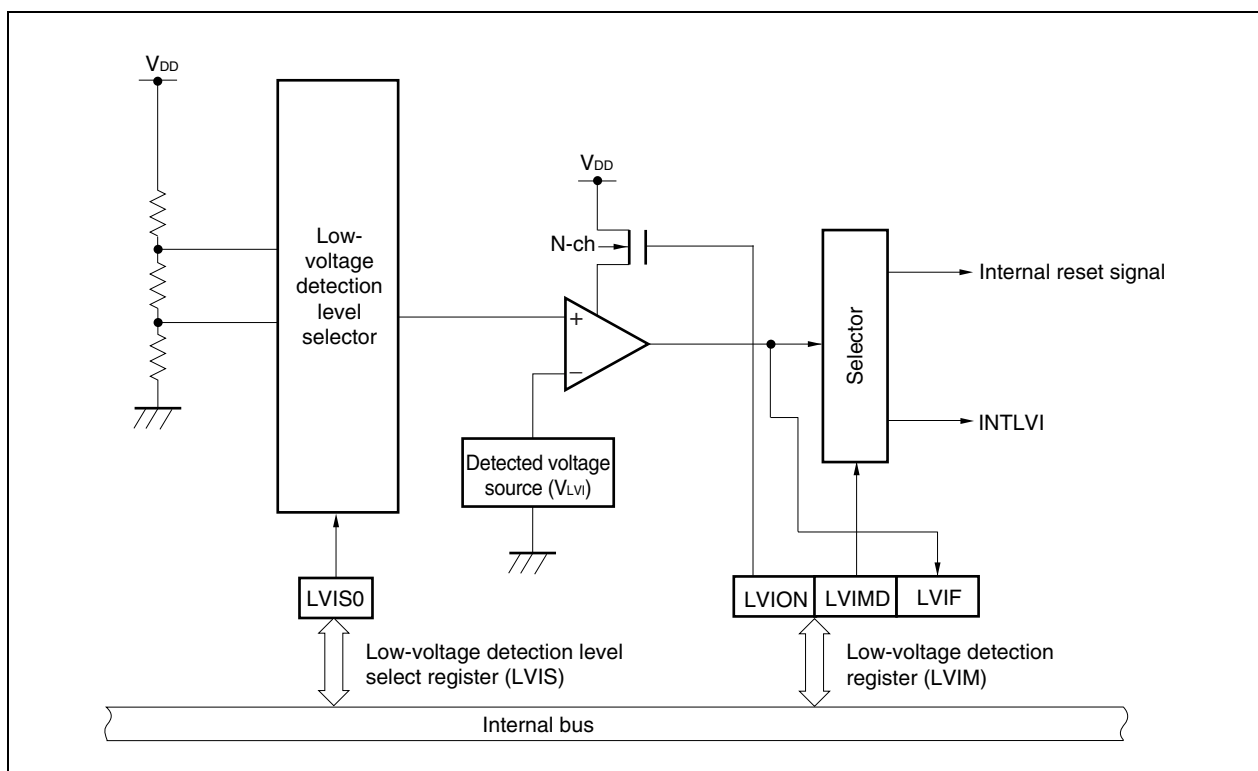 VDD
Low-
voltage
detection
level
selector
VDD
N-ch
+
−
Detected voltage
source (VLVI)
Selector
Internal reset signal
INTLVI
LVIS0
LVION
LVIMD
LVIF
Low-voltage detection level
select register (LVIS)
Low-voltage detection
register (LVIM)
Internal bus